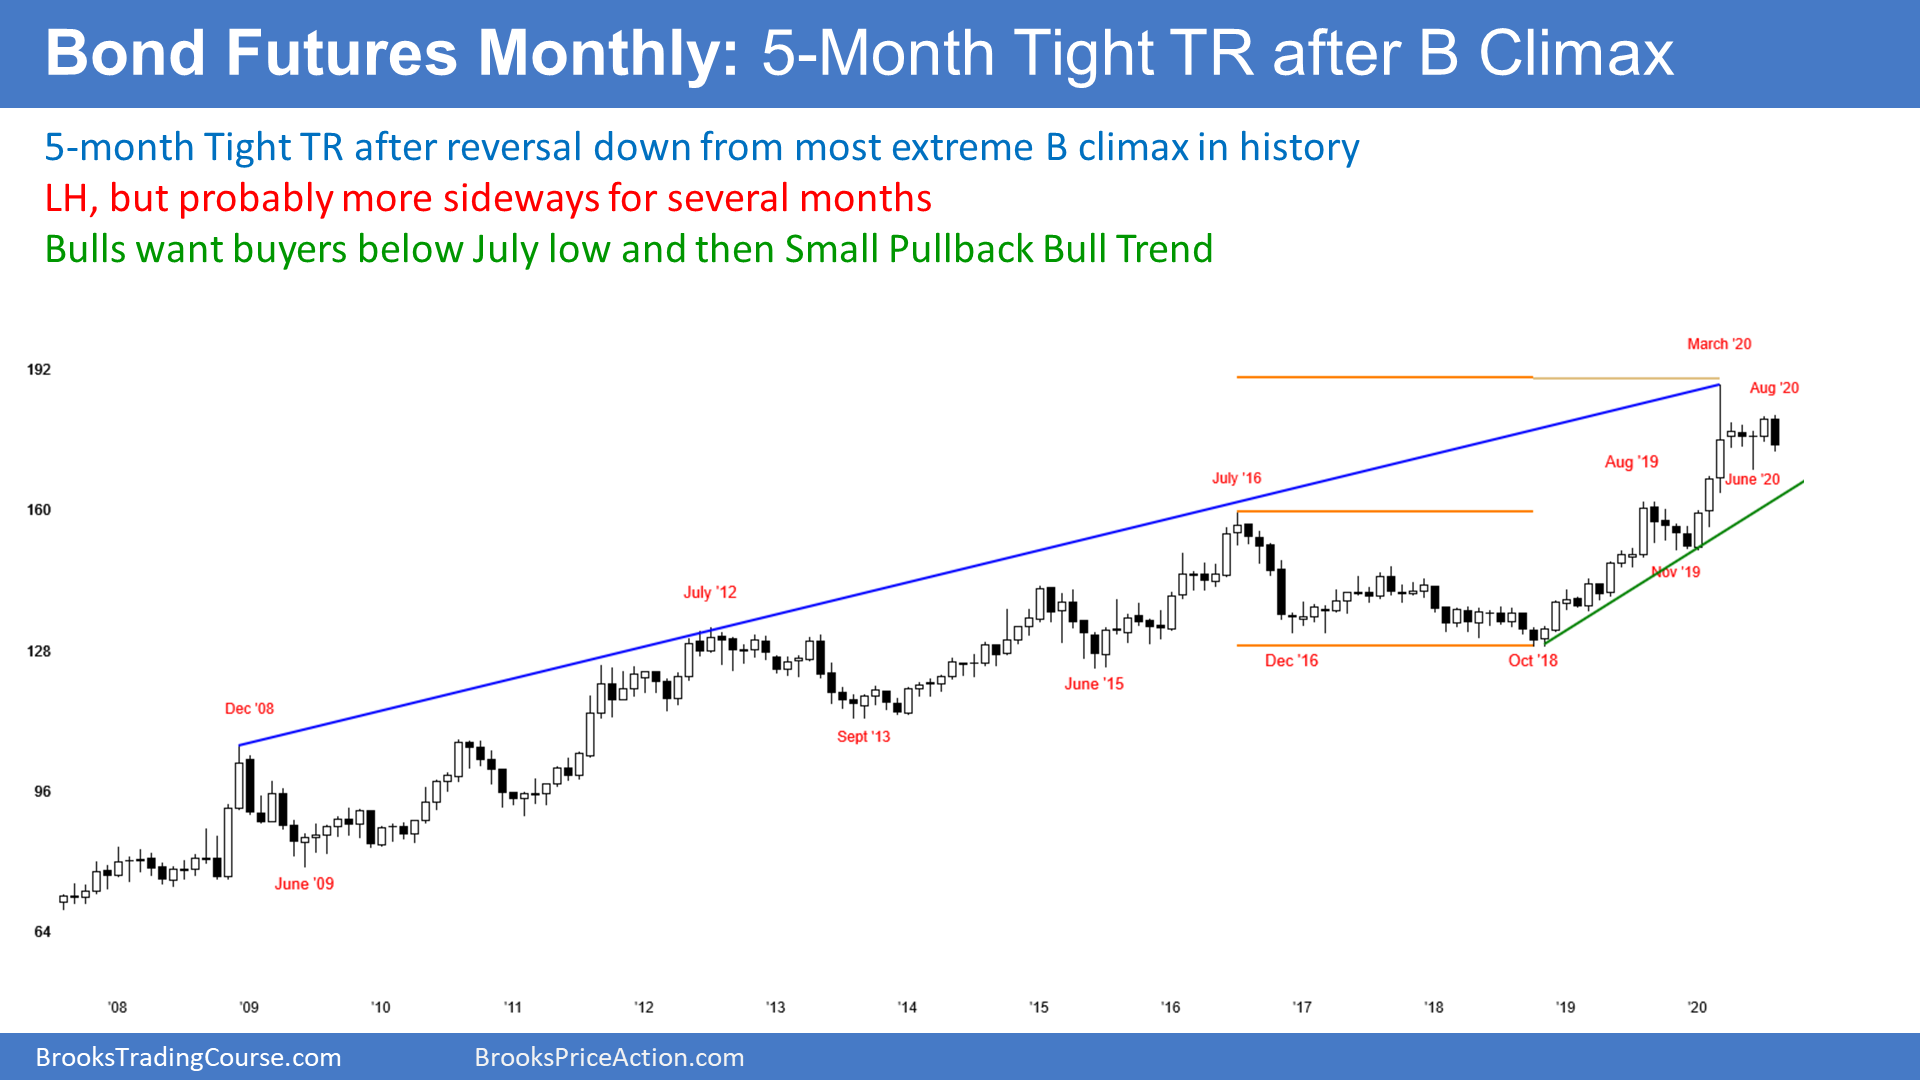 Bond Futures Monthly: 5-Month Tight TR after B Climax
5-month Tight TR after reversal down from most extreme B climax in history
LH, but probably more sideways for several months
Bulls want buyers below July low and then Small Pullback Bull Trend
March '20
192
Aug '20
Aug '19
July '16
June '20
160
Nov '19
July '12
128
Dec '16
Oct '18
June '15
Dec '08
Sept '13
96
June '09
64
'08 '09 '10 '11 '12 '13 '14 '15 '16 '17 '18 '19 '20
BrooksTradingCourse.com BrooksPriceAction.com